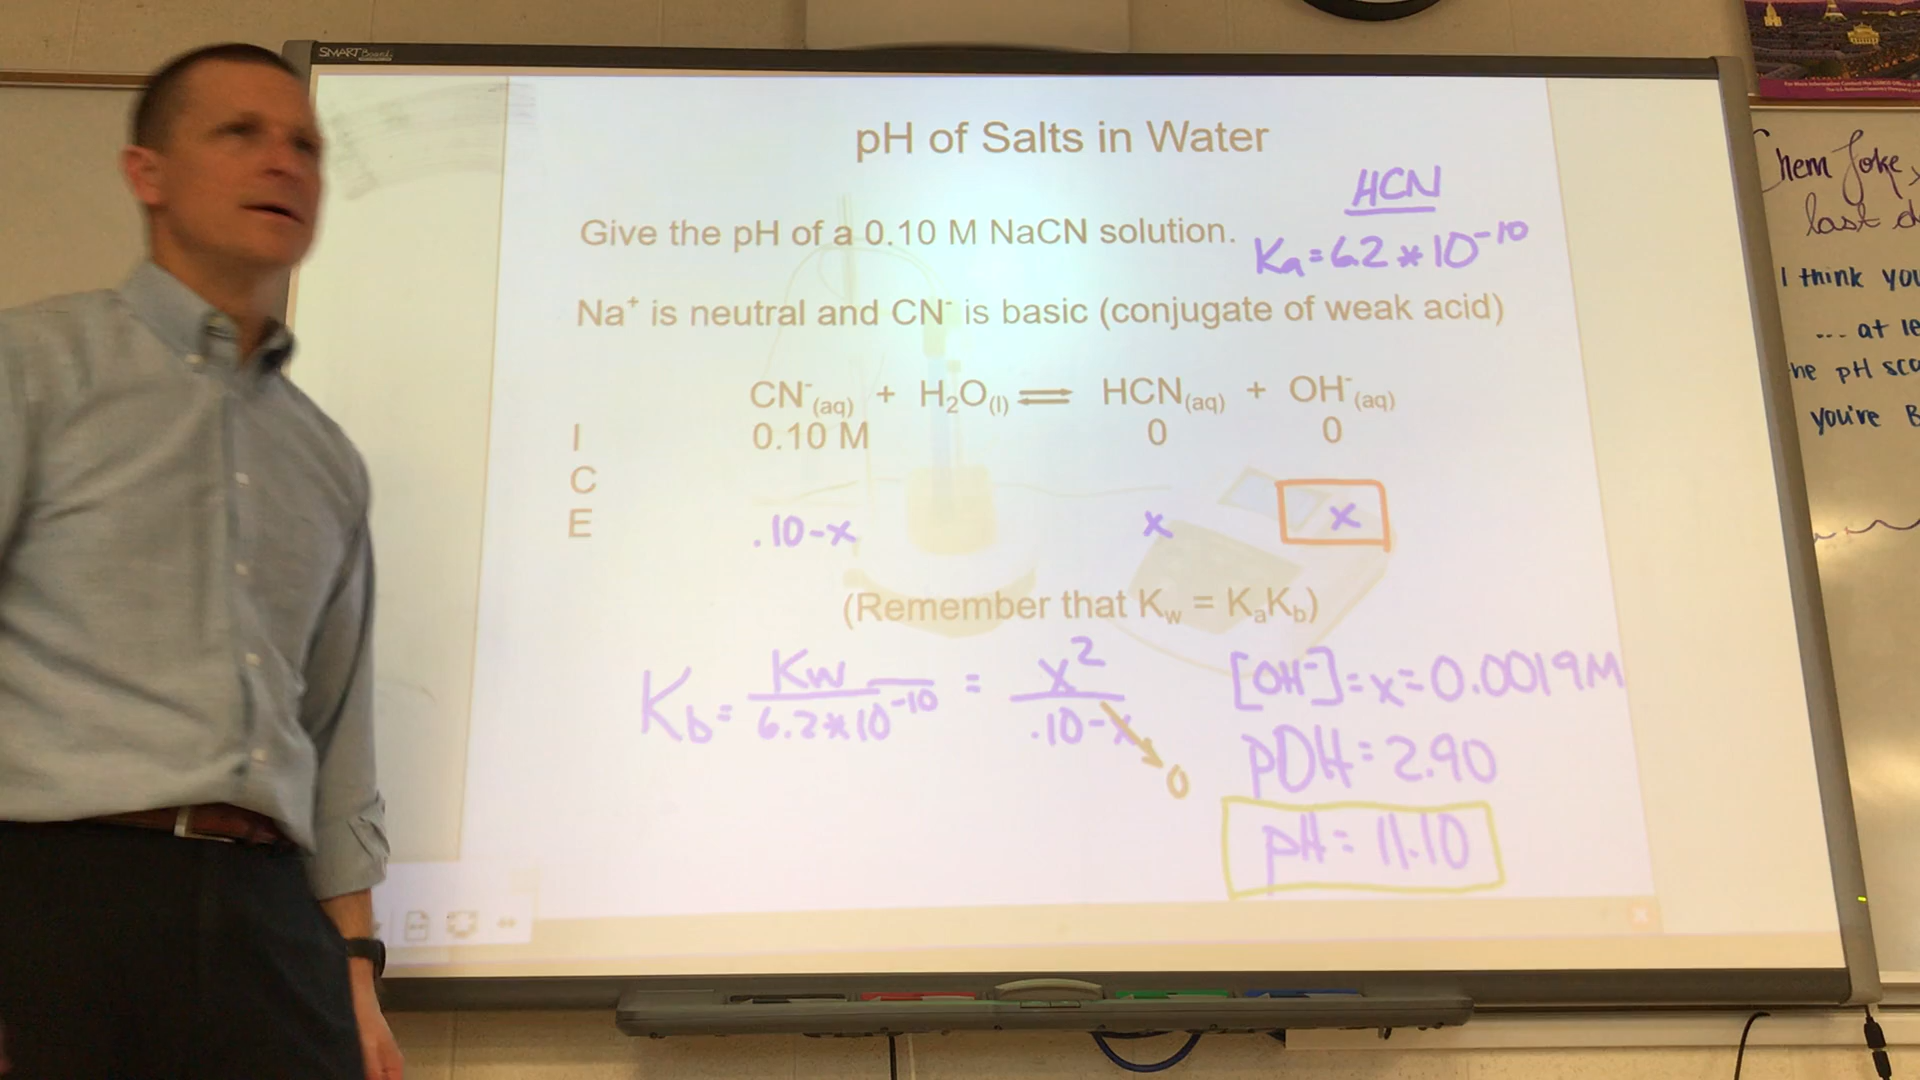 SMART Board
pH of Salts in Water
HCN
Give the pH of a 0.10 M NaCN solution.
Ka = 6.2 * 10⁻¹⁰
Na⁺ is neutral and CN⁻ is basic (conjugate of weak acid)
CN⁻(aq) + H₂O(l) ⇌ HCN(aq) + OH⁻(aq)
I 0.10 M 0 0
C
E .10-x x x
(Remember that Kw = KaKb)
Kb = Kw / 6.2*10⁻¹⁰ = x² / .10-x → 0
[OH⁻] = x = 0.0019M
pOH = 2.90
pH = 11.10
Chem Joke
last d
I think you
... at le
he pH sca
you're B